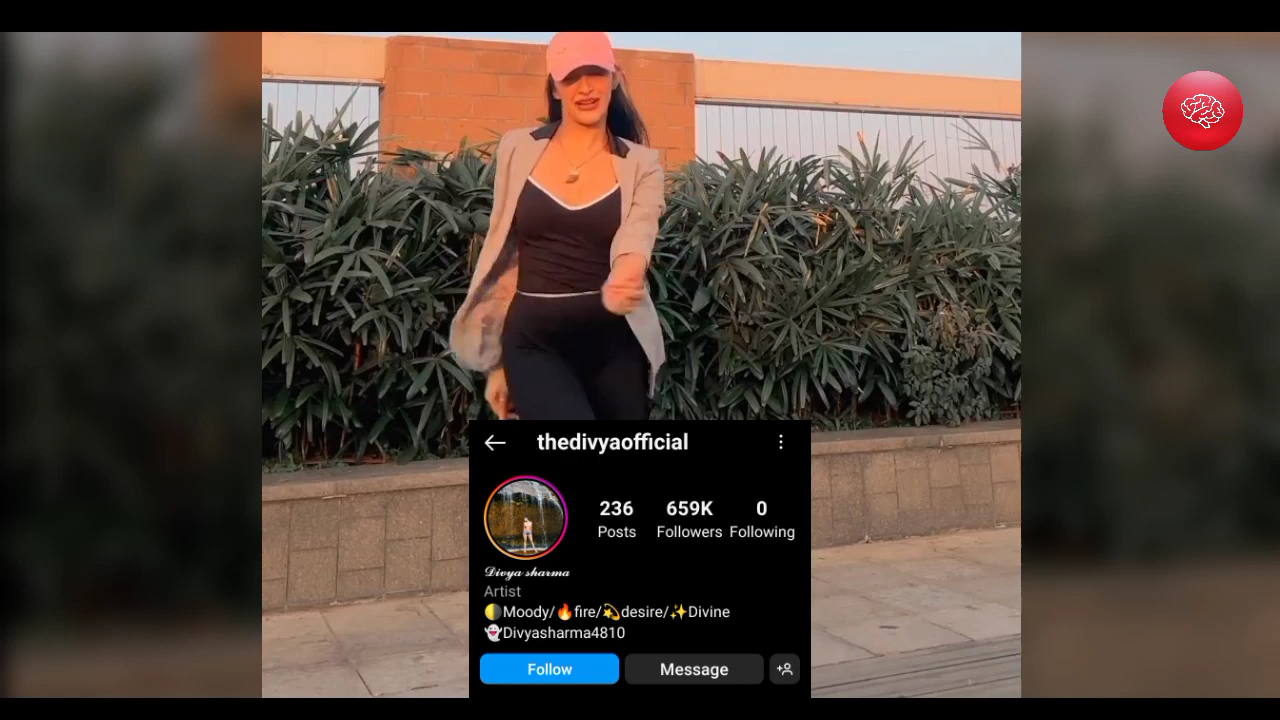 thedivyaofficial
236 659K 0
Posts Followers Following
𝓓𝓲𝓿𝔂𝓪 𝓼𝓱𝓪𝓻𝓶𝓪
Artist
🌗Moody/🔥fire/💫desire/✨Divine
👻Divyasharma4810
Follow Message